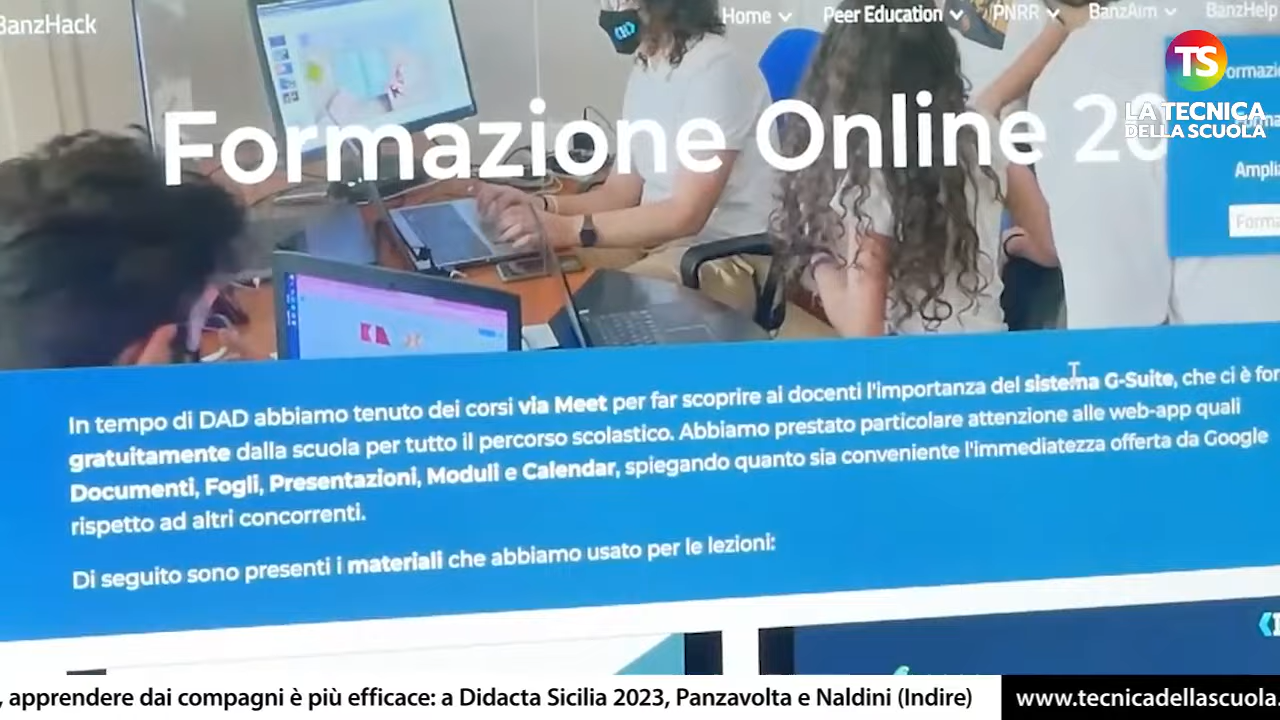 BanzHack
Home
Peer Education
PNRR
BanzAim
BanzHelp
TS
LA TECNICA
DELLA SCUOLA
Formazione Online 20
In tempo di DAD abbiamo tenuto dei corsi via Meet per far scoprire ai docenti l'importanza del sistema G-Suite, che ci è for
gratuitamente dalla scuola per tutto il percorso scolastico. Abbiamo prestato particolare attenzione alle web-app quali
Documenti, Fogli, Presentazioni, Moduli e Calendar, spiegando quanto sia conveniente l'immediatezza offerta da Google
rispetto ad altri concorrenti.
Di seguito sono presenti i materiali che abbiamo usato per le lezioni:
, apprendere dai compagni è più efficace: a Didacta Sicilia 2023, Panzavolta e Naldini (Indire)
www.tecnicadellascuola.